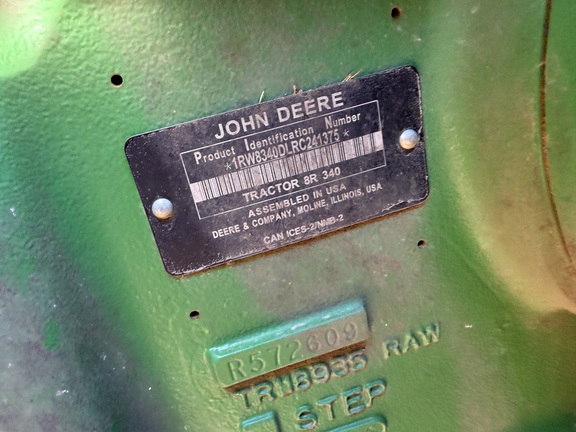 JOHN DEERE
Product Identification Number
*1RW8340DLRC241375*
TRACTOR 8R 340
ASSEMBLED IN USA
DEERE & COMPANY, MOLINE, ILLINOIS, USA
CAN ICES-2/NMB-2
R572609
TRU8935 RAW
STEP